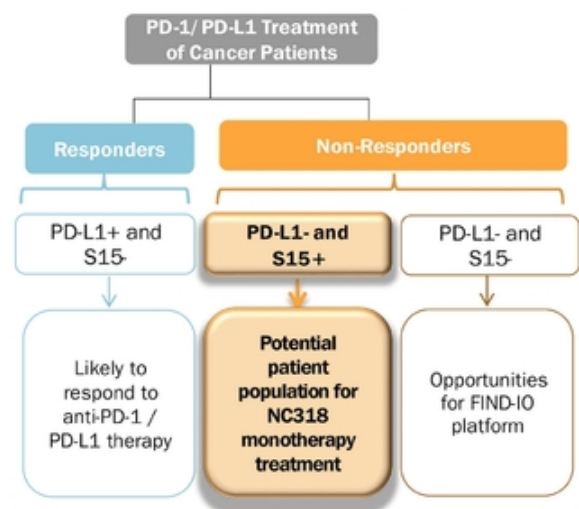 PD-1/ PD-L1 Treatment
of Cancer Patients
Responders
Non-Responders
PD-L1+ and
S15-
PD-L1- and
S15+
PD-L1- and
S15-
Likely to
respond to
anti-PD-1 /
PD-L1 therapy
Potential
patient
population for
NC318
monotherapy
treatment
Opportunities
for FIND-IO
platform